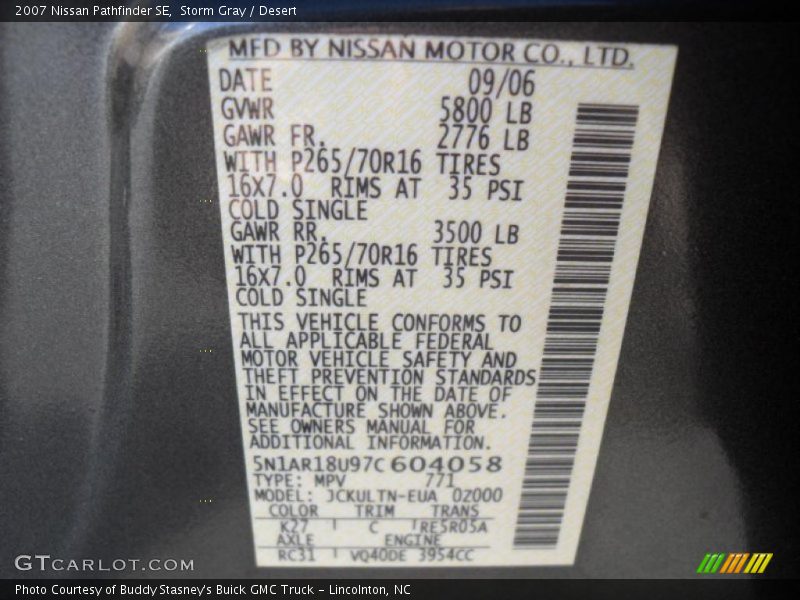 2007 Nissan Pathfinder SE, Storm Gray / Desert
MFD BY NISSAN MOTOR CO., LTD.
DATE 09/06
GVWR 5800 LB
GAWR FR. 2776 LB
WITH P265/70R16 TIRES
16X7.0 RIMS AT 35 PSI
COLD SINGLE
GAWR RR. 3500 LB
WITH P265/70R16 TIRES
16X7.0 RIMS AT 35 PSI
COLD SINGLE
THIS VEHICLE CONFORMS TO
ALL APPLICABLE FEDERAL
MOTOR VEHICLE SAFETY AND
THEFT PREVENTION STANDARDS
IN EFFECT ON THE DATE OF
MANUFACTURE SHOWN ABOVE.
SEE OWNERS MANUAL FOR
ADDITIONAL INFORMATION.
5N1AR18U97C604058
TYPE: MPV 771
MODEL: JCKULTN-EUA 02000
COLOR TRIM TRANS
K27 C RE5R05A
AXLE ENGINE
RC31 VQ40DE 3954CC
GTCARLOT.COM
Photo Courtesy of Buddy Stasney's Buick GMC Truck - Lincolnton, NC